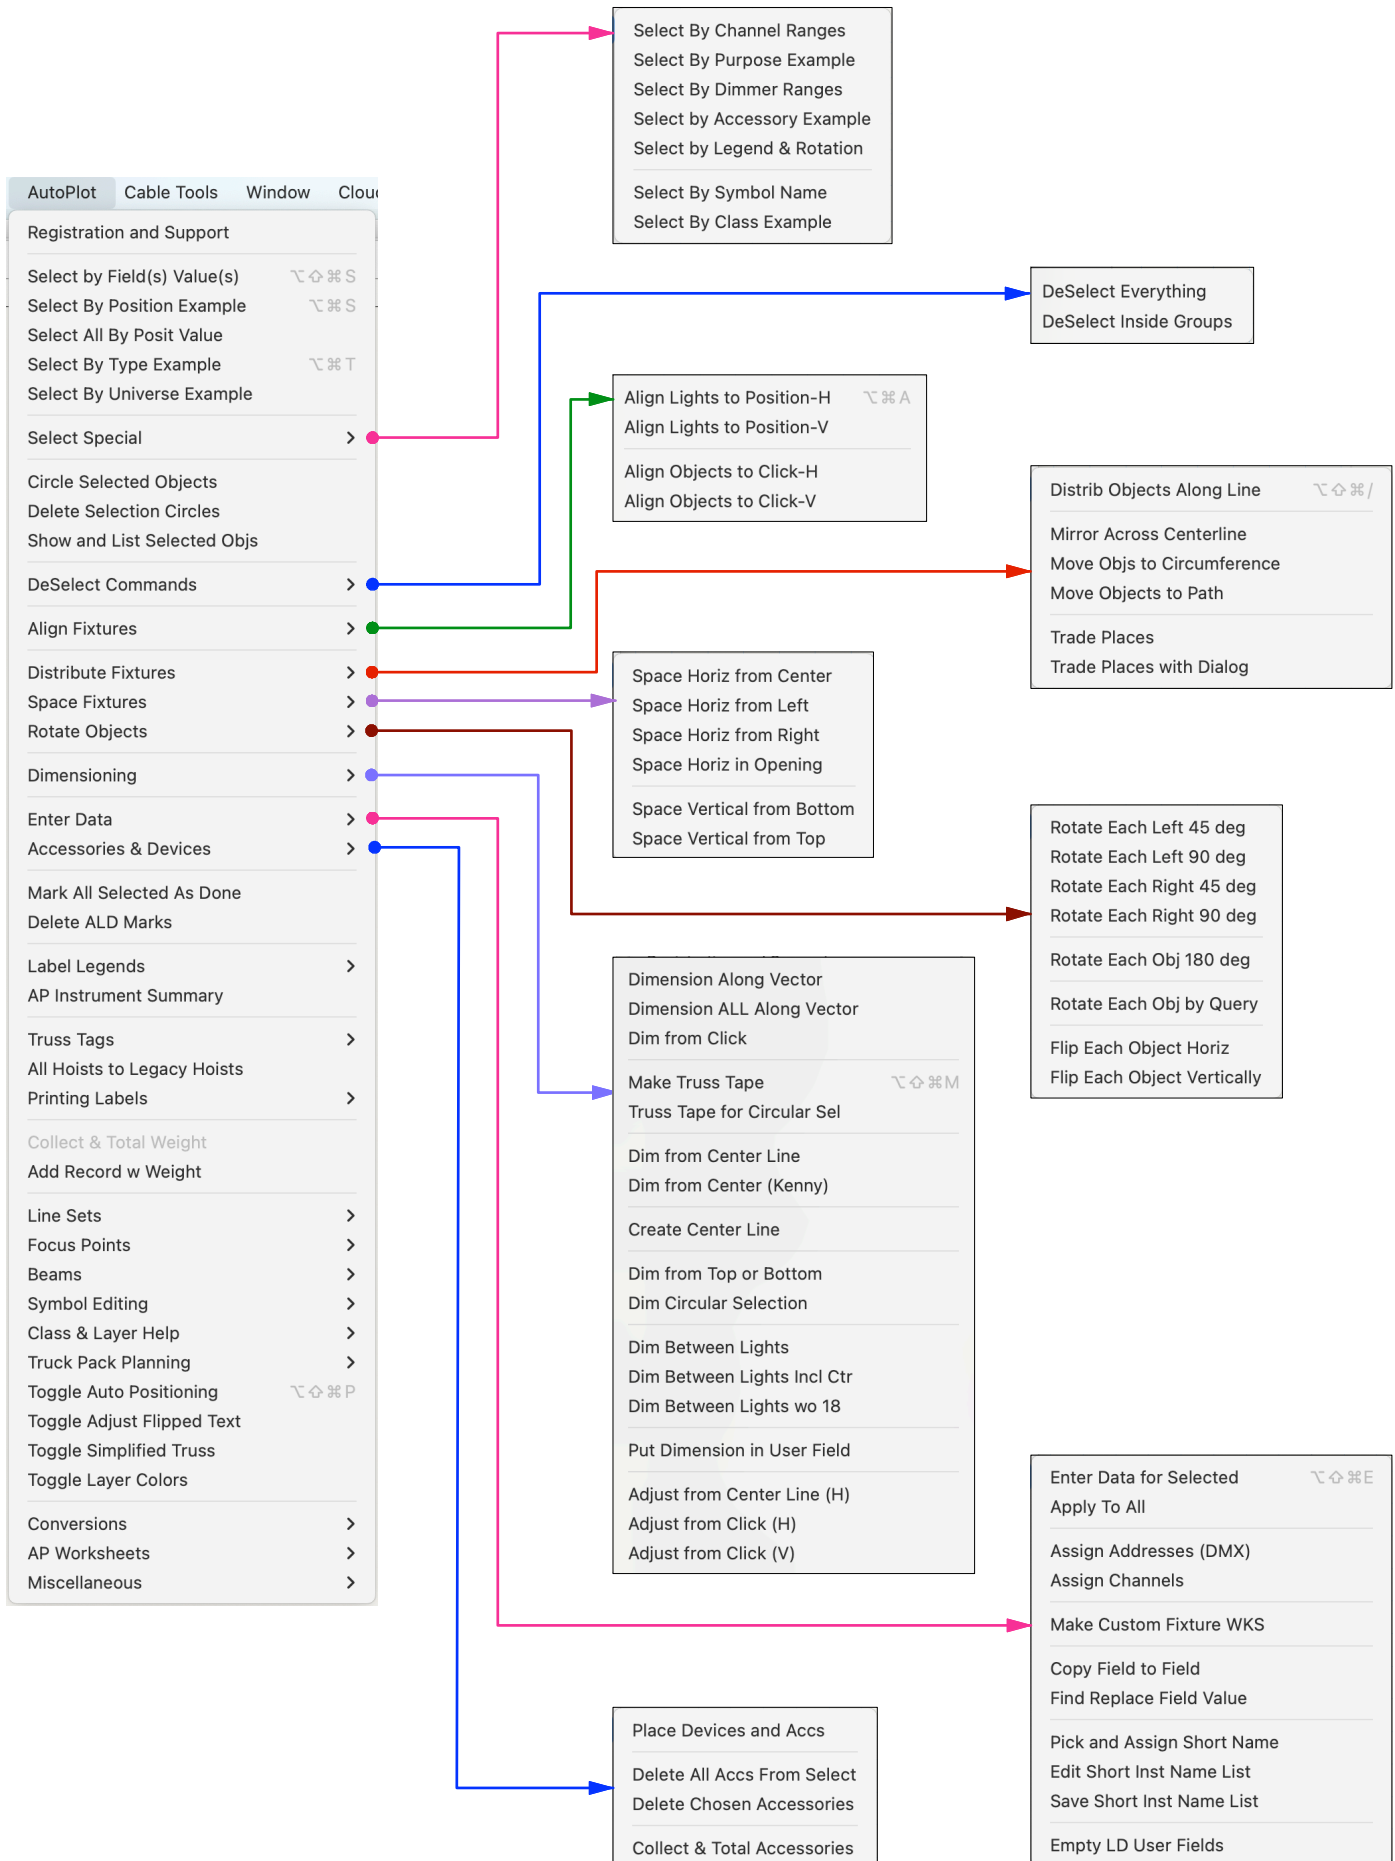 AutoPlot Cable Tools Window Clou
Registration and Support
Select by Field(s) Value(s) ⌥⇧⌘S
Select By Position Example ⌥⌘S
Select All By Posit Value
Select By Type Example ⌥⌘T
Select By Universe Example
Select Special
Circle Selected Objects
Delete Selection Circles
Show and List Selected Objs
DeSelect Commands
Align Fixtures
Distribute Fixtures
Space Fixtures
Rotate Objects
Dimensioning
Enter Data
Accessories & Devices
Mark All Selected As Done
Delete ALD Marks
Label Legends
AP Instrument Summary
Truss Tags
All Hoists to Legacy Hoists
Printing Labels
Collect & Total Weight
Add Record w Weight
Line Sets
Focus Points
Beams
Symbol Editing
Class & Layer Help
Truck Pack Planning
Toggle Auto Positioning ⌥⇧⌘P
Toggle Adjust Flipped Text
Toggle Simplified Truss
Toggle Layer Colors
Conversions
AP Worksheets
Miscellaneous
Select By Channel Ranges
Select By Purpose Example
Select By Dimmer Ranges
Select by Accessory Example
Select by Legend & Rotation
Select By Symbol Name
Select By Class Example
DeSelect Everything
DeSelect Inside Groups
Align Lights to Position-H ⌥⌘A
Align Lights to Position-V
Align Objects to Click-H
Align Objects to Click-V
Distrib Objects Along Line ⌥⇧⌘/
Mirror Across Centerline
Move Objs to Circumference
Move Objects to Path
Trade Places
Trade Places with Dialog
Space Horiz from Center
Space Horiz from Left
Space Horiz from Right
Space Horiz in Opening
Space Vertical from Bottom
Space Vertical from Top
Rotate Each Left 45 deg
Rotate Each Left 90 deg
Rotate Each Right 45 deg
Rotate Each Right 90 deg
Rotate Each Obj 180 deg
Rotate Each Obj by Query
Flip Each Object Horiz
Flip Each Object Vertically
Dimension Along Vector
Dimension ALL Along Vector
Dim from Click
Make Truss Tape ⌥⇧⌘M
Truss Tape for Circular Sel
Dim from Center Line
Dim from Center (Kenny)
Create Center Line
Dim from Top or Bottom
Dim Circular Selection
Dim Between Lights
Dim Between Lights Incl Ctr
Dim Between Lights wo 18
Put Dimension in User Field
Adjust from Center Line (H)
Adjust from Click (H)
Adjust from Click (V)
Enter Data for Selected ⌥⇧⌘E
Apply To All
Assign Addresses (DMX)
Assign Channels
Make Custom Fixture WKS
Copy Field to Field
Find Replace Field Value
Pick and Assign Short Name
Edit Short Inst Name List
Save Short Inst Name List
Empty LD User Fields
Place Devices and Accs
Delete All Accs From Select
Delete Chosen Accessories
Collect & Total Accessories